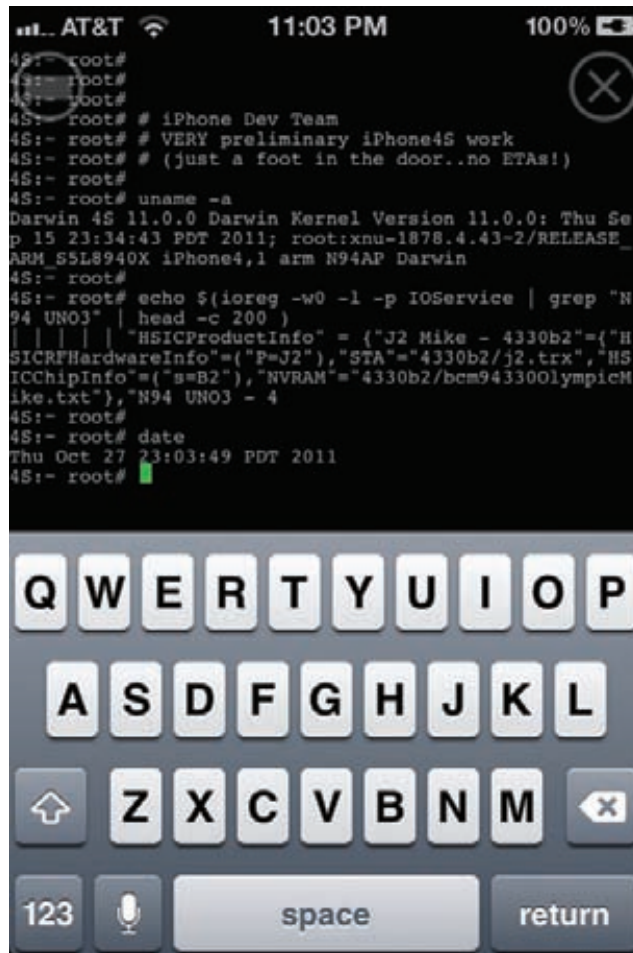 AT&T 11:03 PM 100%
4S:~ root#
4S:~ root#
4S:~ root#
4S:~ root# # iPhone Dev Team
4S:~ root# # VERY preliminary iPhone4S work
4S:~ root# # (just a foot in the door..no ETAs!)
4S:~ root#
4S:~ root# uname -a
Darwin 4S 11.0.0 Darwin Kernel Version 11.0.0: Thu Se
p 15 23:34:43 PDT 2011; root:xnu-1878.4.43~2/RELEASE_
ARM_S5L8940X iPhone4,1 arm N94AP Darwin
4S:~ root#
4S:~ root# echo $(ioreg -w0 -l -p IOService | grep "N
94 UNO3" | head -c 200 )
| | | | | "HSICProductInfo" = {"J2 Mike - 4330b2"={"H
SICRFHardwareInfo"=("P=J2"),"STA"="4330b2/j2.trx","HS
ICChipInfo"=("s=B2"),"NVRAM"="4330b2/bcm94330OlympicM
ike.txt"},"N94 UNO3 - 4
4S:~ root#
4S:~ root# date
Thu Oct 27 23:03:49 PDT 2011
4S:~ root#
Q W E R T Y U I O P
A S D F G H J K L
Z X C V B N M
123 space return